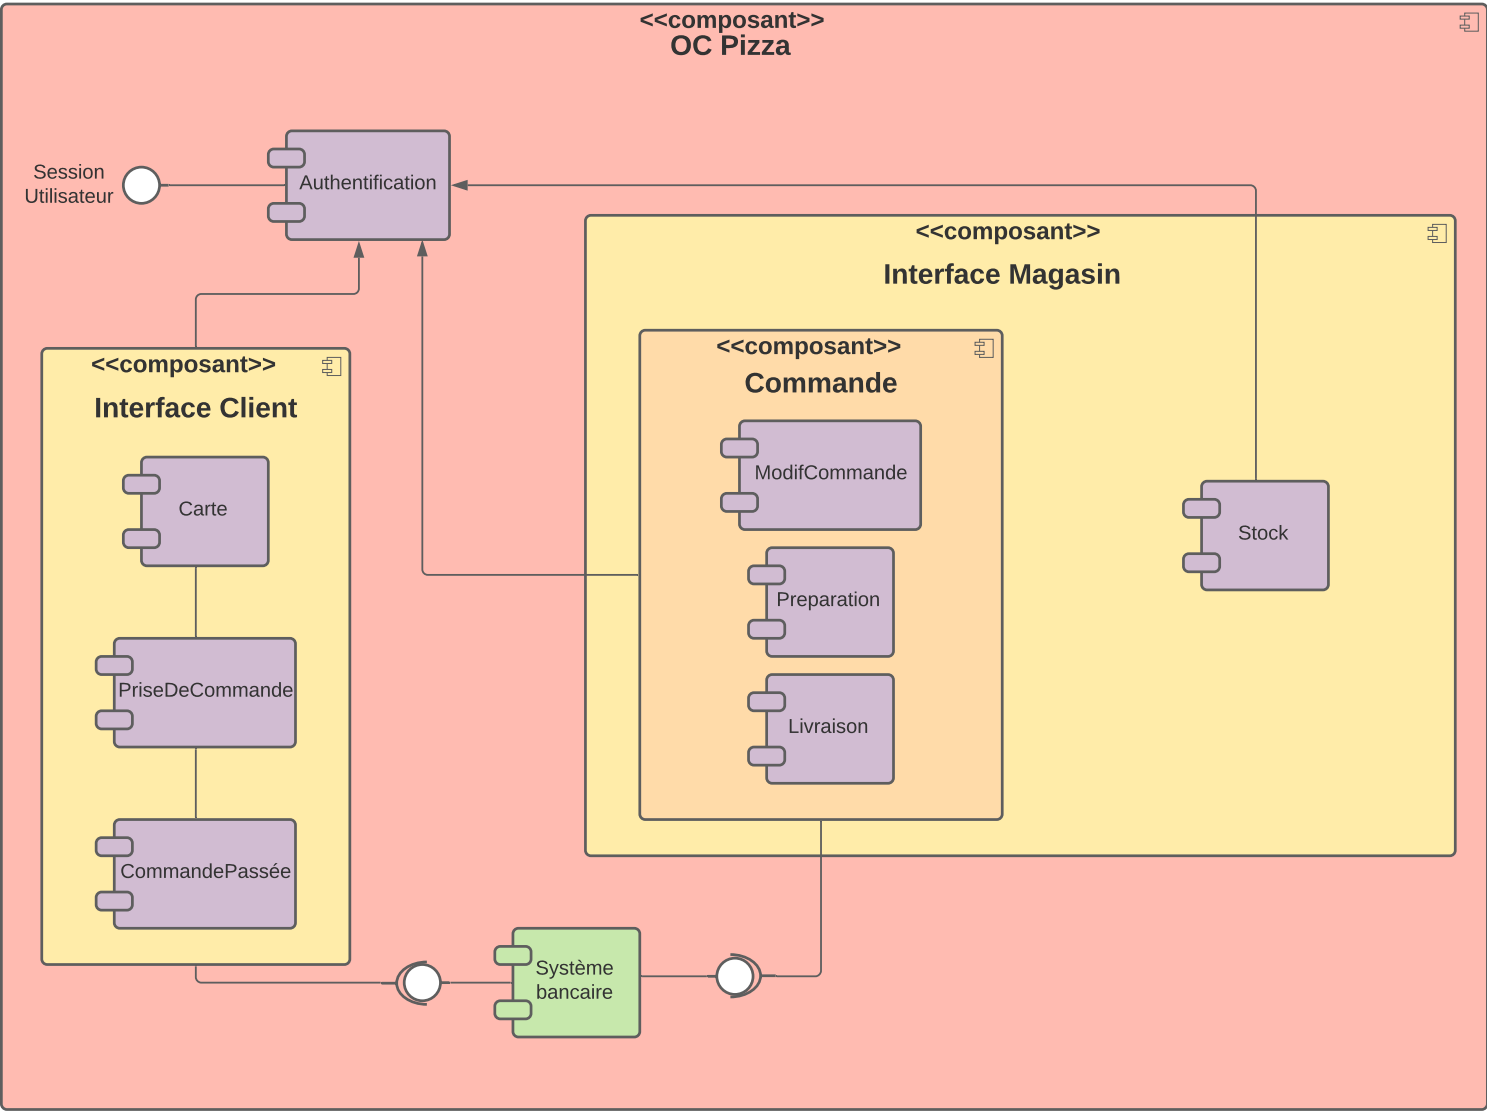 <<composant>>
OC Pizza
Session
Utilisateur
Authentification
<<composant>>
Interface Magasin
<<composant>>
Interface Client
Carte
PriseDeCommande
CommandePassée
<<composant>>
Commande
ModifCommande
Preparation
Livraison
Stock
Système
bancaire